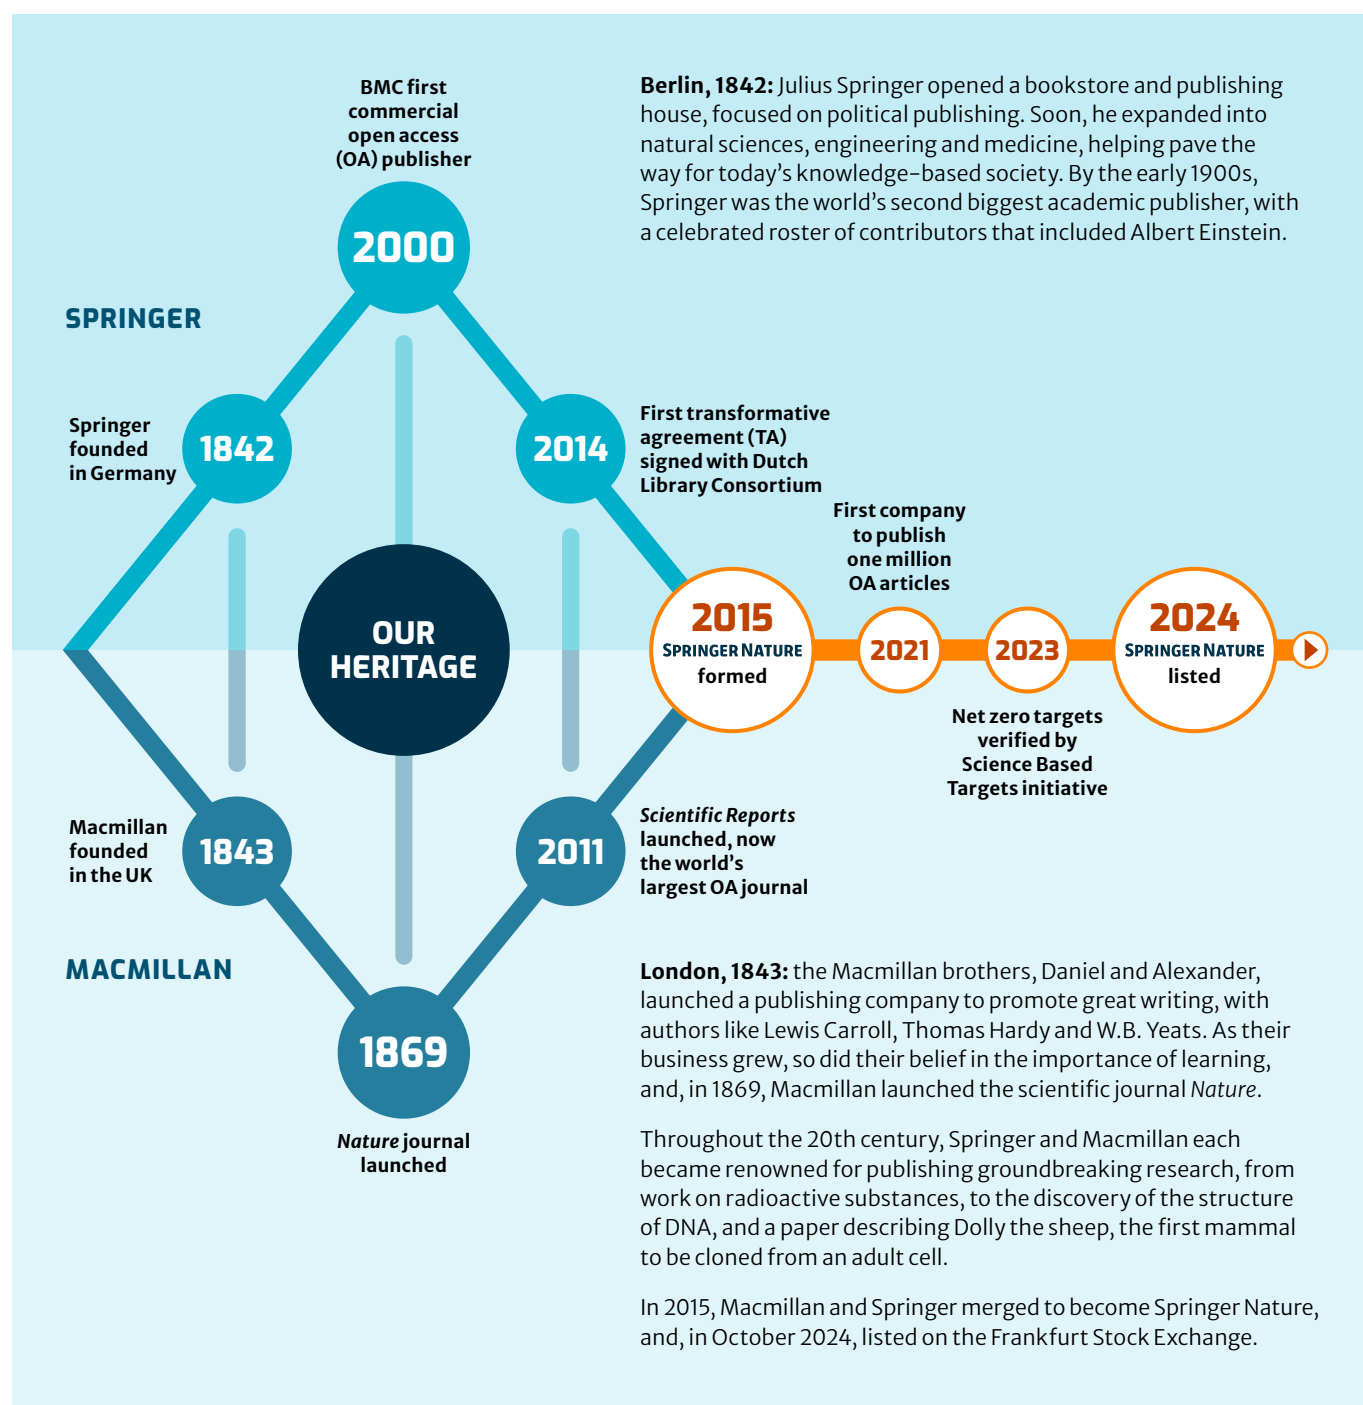 BMC first
commercial
open access
(OA) publisher
2000
Berlin, 1842: Julius Springer opened a bookstore and publishing
house, focused on political publishing. Soon, he expanded into
natural sciences, engineering and medicine, helping pave the
way for today’s knowledge-based society. By the early 1900s,
Springer was the world’s second biggest academic publisher, with
a celebrated roster of contributors that included Albert Einstein.
SPRINGER
Springer
founded
in Germany
1842
2014
First transformative
agreement (TA)
signed with Dutch
Library Consortium
First company
to publish
one million
OA articles
OUR
HERITAGE
2015
SPRINGER NATURE
formed
2021
2023
2024
SPRINGER NATURE
listed
Net zero targets
verified by
Science Based
Targets initiative
Macmillan
founded
in the UK
1843
2011
Scientific Reports
launched, now
the world’s
largest OA journal
MACMILLAN
1869
Nature journal
launched
London, 1843: the Macmillan brothers, Daniel and Alexander,
launched a publishing company to promote great writing, with
authors like Lewis Carroll, Thomas Hardy and W.B. Yeats. As their
business grew, so did their belief in the importance of learning,
and, in 1869, Macmillan launched the scientific journal Nature.
Throughout the 20th century, Springer and Macmillan each
became renowned for publishing groundbreaking research, from
work on radioactive substances, to the discovery of the structure
of DNA, and a paper describing Dolly the sheep, the first mammal
to be cloned from an adult cell.
In 2015, Macmillan and Springer merged to become Springer Nature,
and, in October 2024, listed on the Frankfurt Stock Exchange.